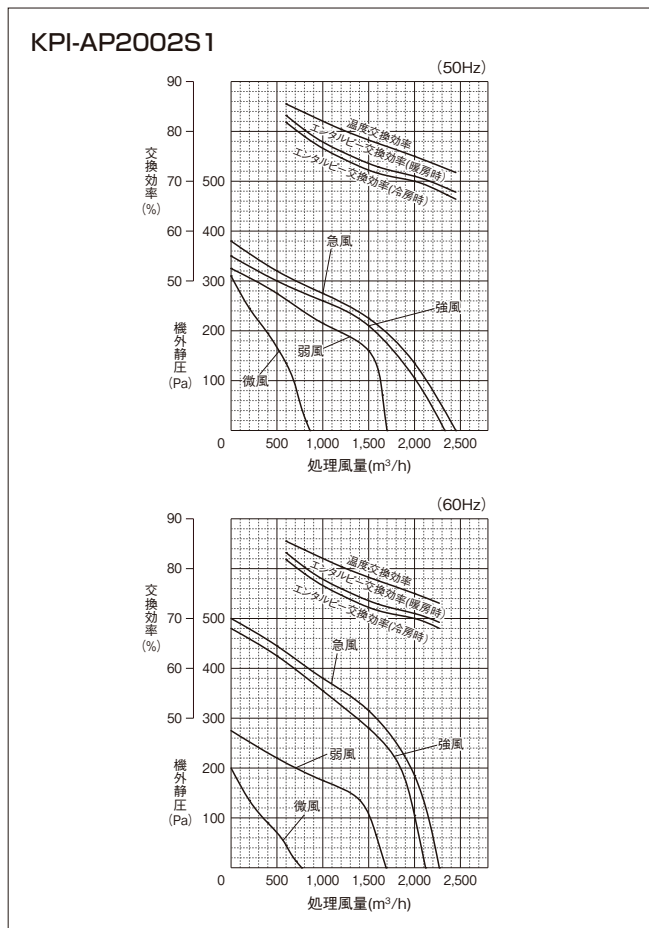 KPI-AP2002S1
(50Hz)
90
80
70
60
50
交換効率
(%)
500
400
300
200
100
0
機外静圧
(Pa)
温度交換効率
エンタルピー交換効率(暖房時)
エンタルピー交換効率(冷房時)
急風
強風
弱風
微風
500
1,000
1,500
2,000
2,500
処理風量(m³/h)
(60Hz)
90
80
70
60
50
交換効率
(%)
500
400
300
200
100
0
機外静圧
(Pa)
温度交換効率
エンタルピー交換効率(暖房時)
エンタルピー交換効率(冷房時)
急風
強風
弱風
微風
500
1,000
1,500
2,000
2,500
処理風量(m³/h)